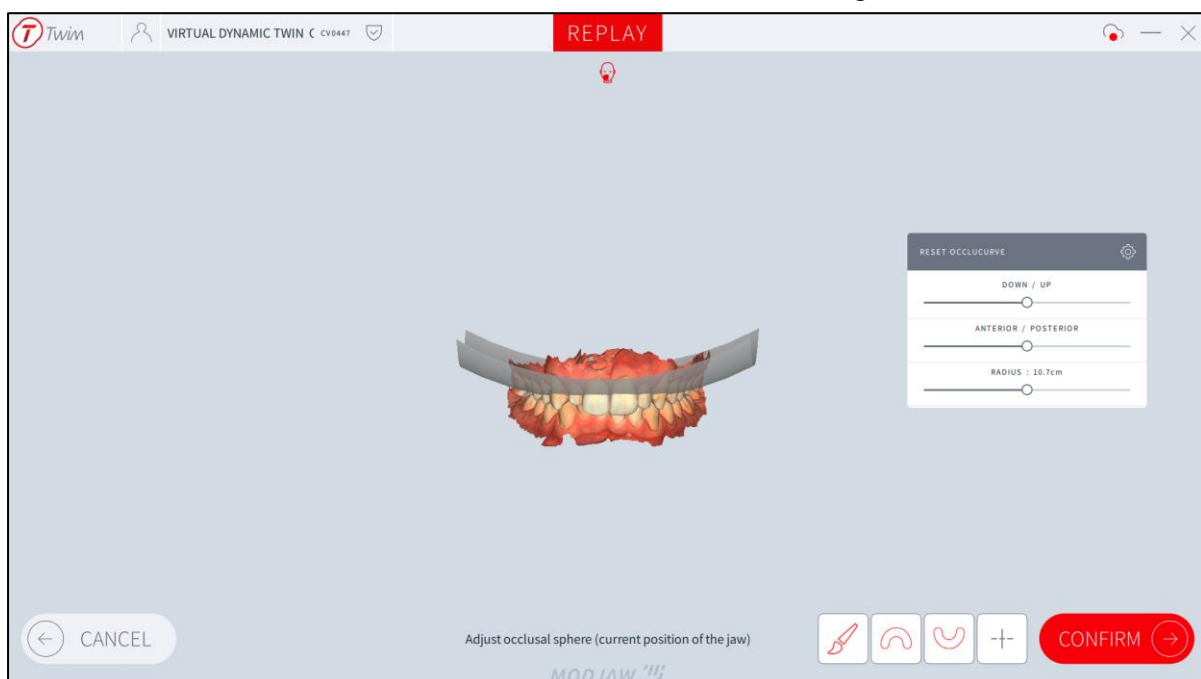 T Twim
VIRTUAL DYNAMIC TWIN C CV0447
REPLAY
RESET OCCLUCURVE
DOWN / UP
ANTERIOR / POSTERIOR
RADIUS : 10.7cm
CANCEL
Adjust occlusal sphere (current position of the jaw)
CONFIRM
MODJAW